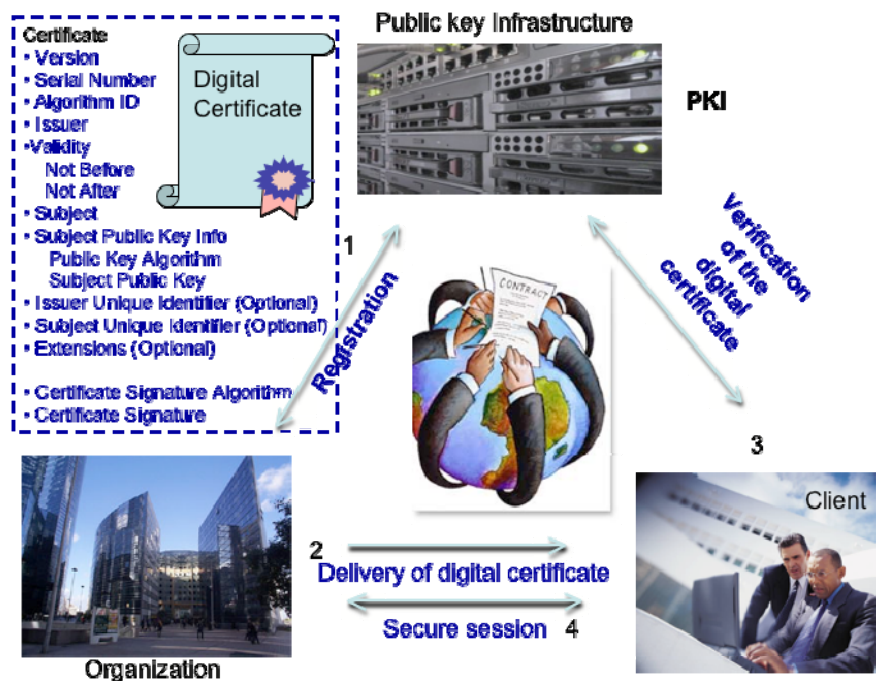 Public key Infrastructure
Certificate
• Version
• Serial Number
• Algorithm ID
• Issuer
•Validity
Not Before
Not After
• Subject
• Subject Public Key Info
Public Key Algorithm
Subject Public Key
• Issuer Unique Identifier (Optional)
• Subject Unique Identifier (Optional)
• Extensions (Optional)
• Certificate Signature Algorithm
• Certificate Signature
Digital
Certificate
PKI
1
Registration
CONTRACT
Verification
of the
digital
certificate
3
Client
2
Delivery of digital certificate
Secure session 4
Organization